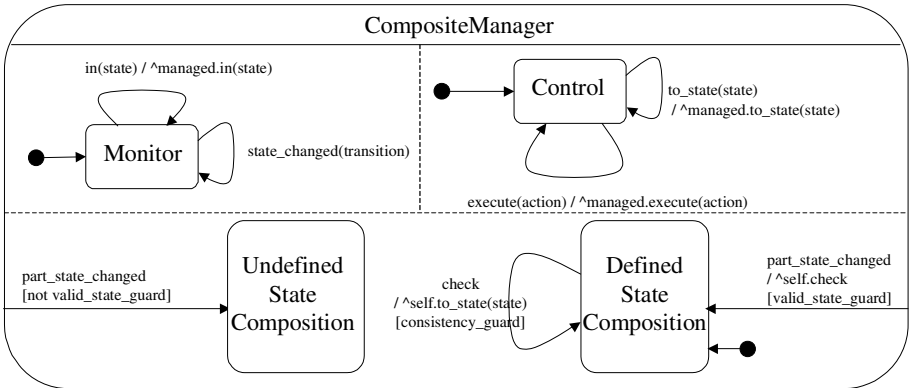 CompositeManager
in(state) / ^managed.in(state)
Monitor
state_changed(transition)
Control
to_state(state)
/ ^managed.to_state(state)
execute(action) / ^managed.execute(action)
part_state_changed
[not valid_state_guard]
Undefined
State
Composition
check
/ ^self.to_state(state)
[consistency_guard]
Defined
State
Composition
part_state_changed
/ ^self.check
[valid_state_guard]